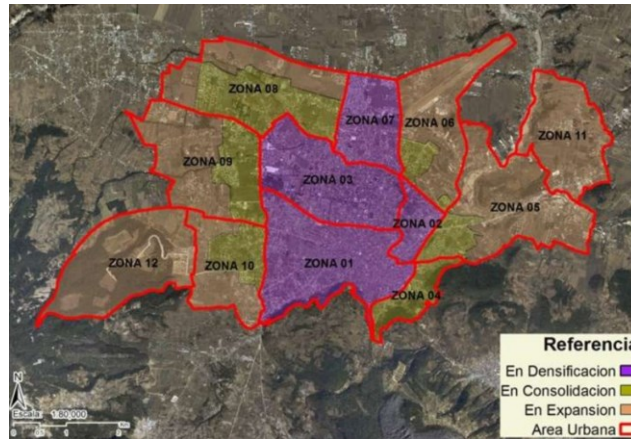 ZONA 08
ZONA 07
ZONA 06
ZONA 11
ZONA 09
ZONA 03
ZONA 02
ZONA 05
ZONA 12
ZONA 10
ZONA 01
ZONA 04
Referencia
En Densificacion
En Consolidacion
En Expansion
Area Urbana
N
Escala: 1:80,000